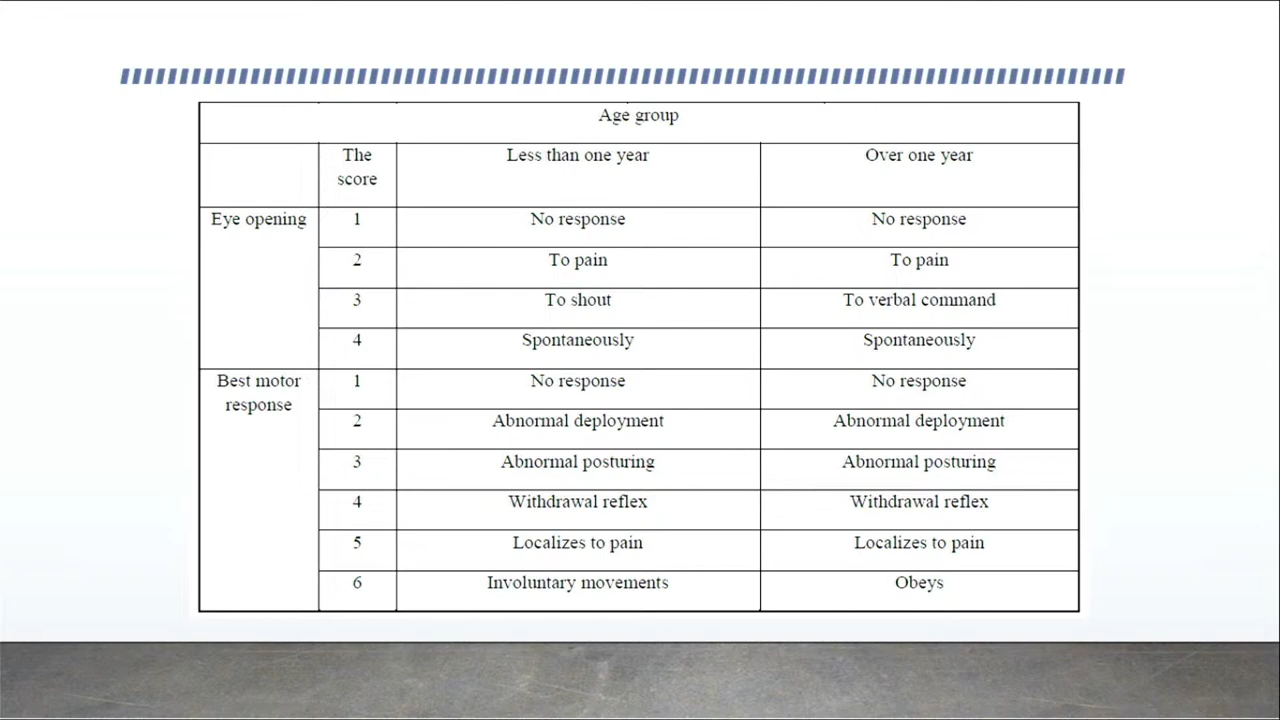 Age group
The score Less than one year Over one year
Eye opening 1 No response No response
2 To pain To pain
3 To shout To verbal command
4 Spontaneously Spontaneously
Best motor response 1 No response No response
2 Abnormal deployment Abnormal deployment
3 Abnormal posturing Abnormal posturing
4 Withdrawal reflex Withdrawal reflex
5 Localizes to pain Localizes to pain
6 Involuntary movements Obeys